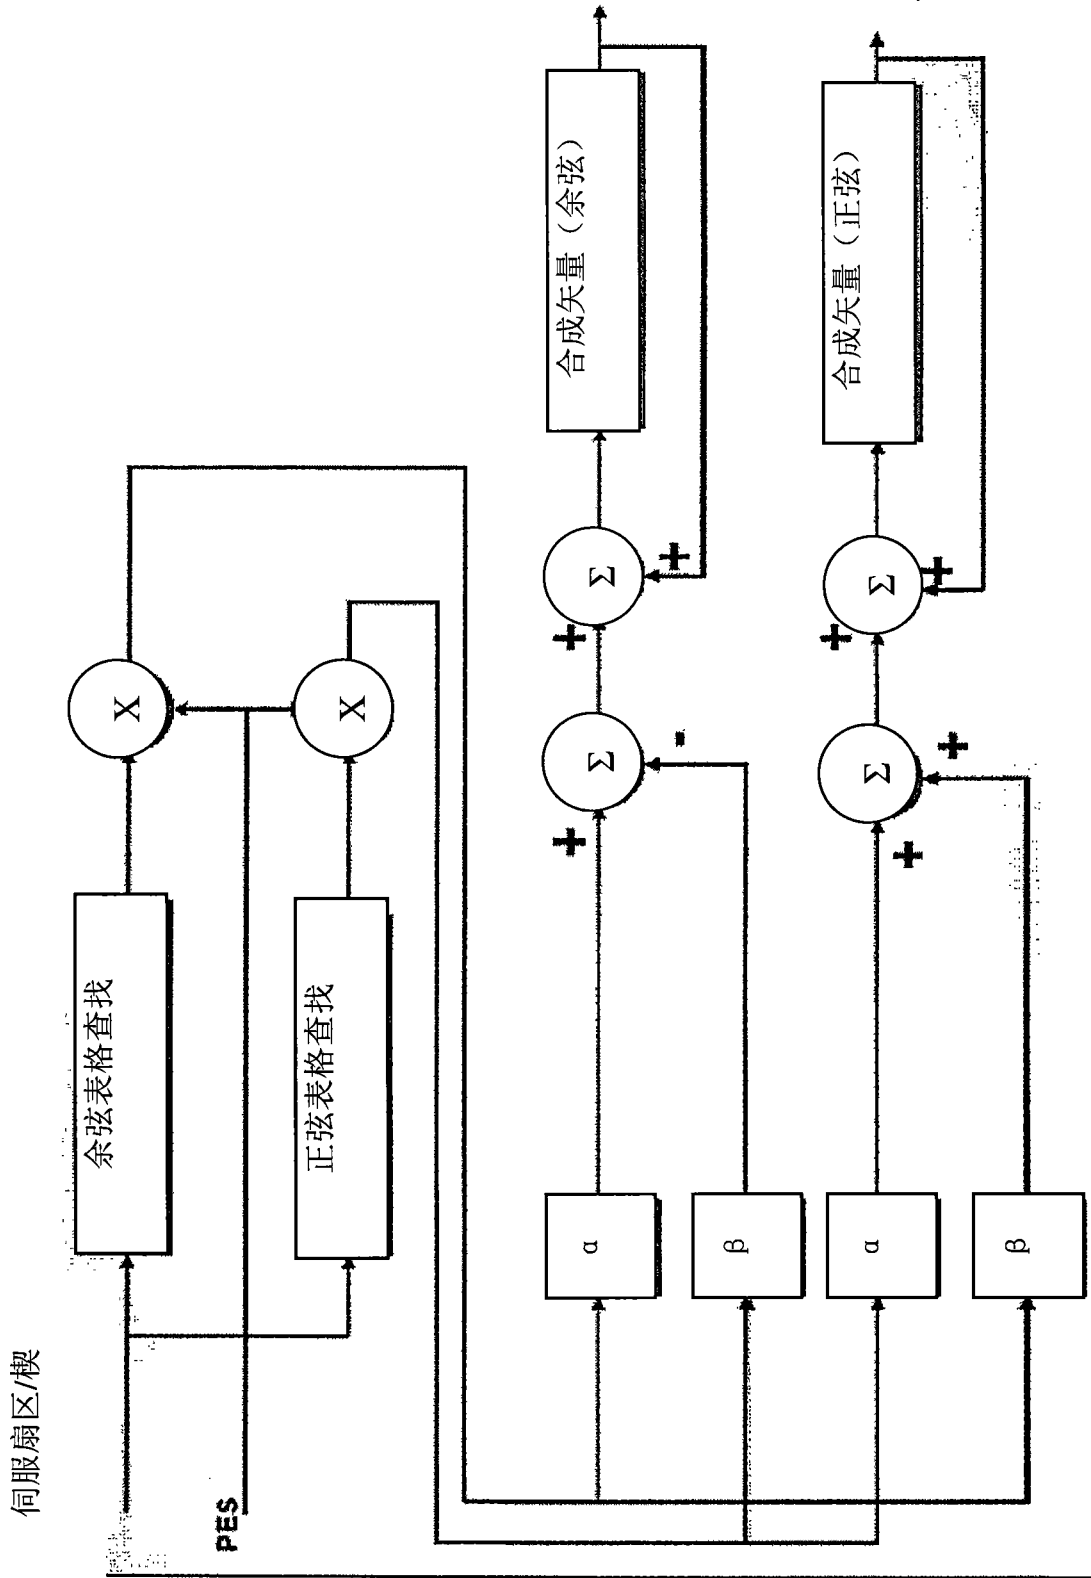 伺服扇区/楔
PES
余弦表格查找
正弦表格查找
X
X
α
β
α
β
Σ
+
-
Σ
+
+
合成矢量（余弦）
Σ
+
+
Σ
+
+
合成矢量（正弦）